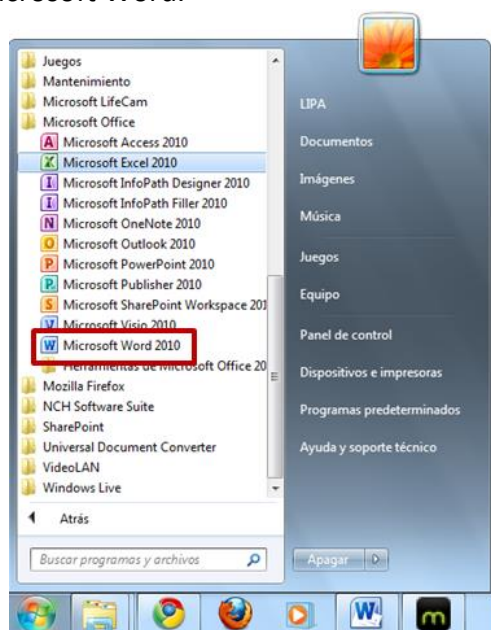 Microsoft Word.
Juegos
Mantenimiento
Microsoft LifeCam
Microsoft Office
Microsoft Access 2010
Microsoft Excel 2010
Microsoft InfoPath Designer 2010
Microsoft InfoPath Filler 2010
Microsoft OneNote 2010
Microsoft Outlook 2010
Microsoft PowerPoint 2010
Microsoft Publisher 2010
Microsoft SharePoint Workspace 201
Microsoft Visio 2010
Microsoft Word 2010
Herramientas de Microsoft Office 20
Mozilla Firefox
NCH Software Suite
SharePoint
Universal Document Converter
VideoLAN
Windows Live
Atrás
Buscar programas y archivos
LIPA
Documentos
Imágenes
Música
Juegos
Equipo
Panel de control
Dispositivos e impresoras
Programas predeterminados
Ayuda y soporte técnico
Apagar